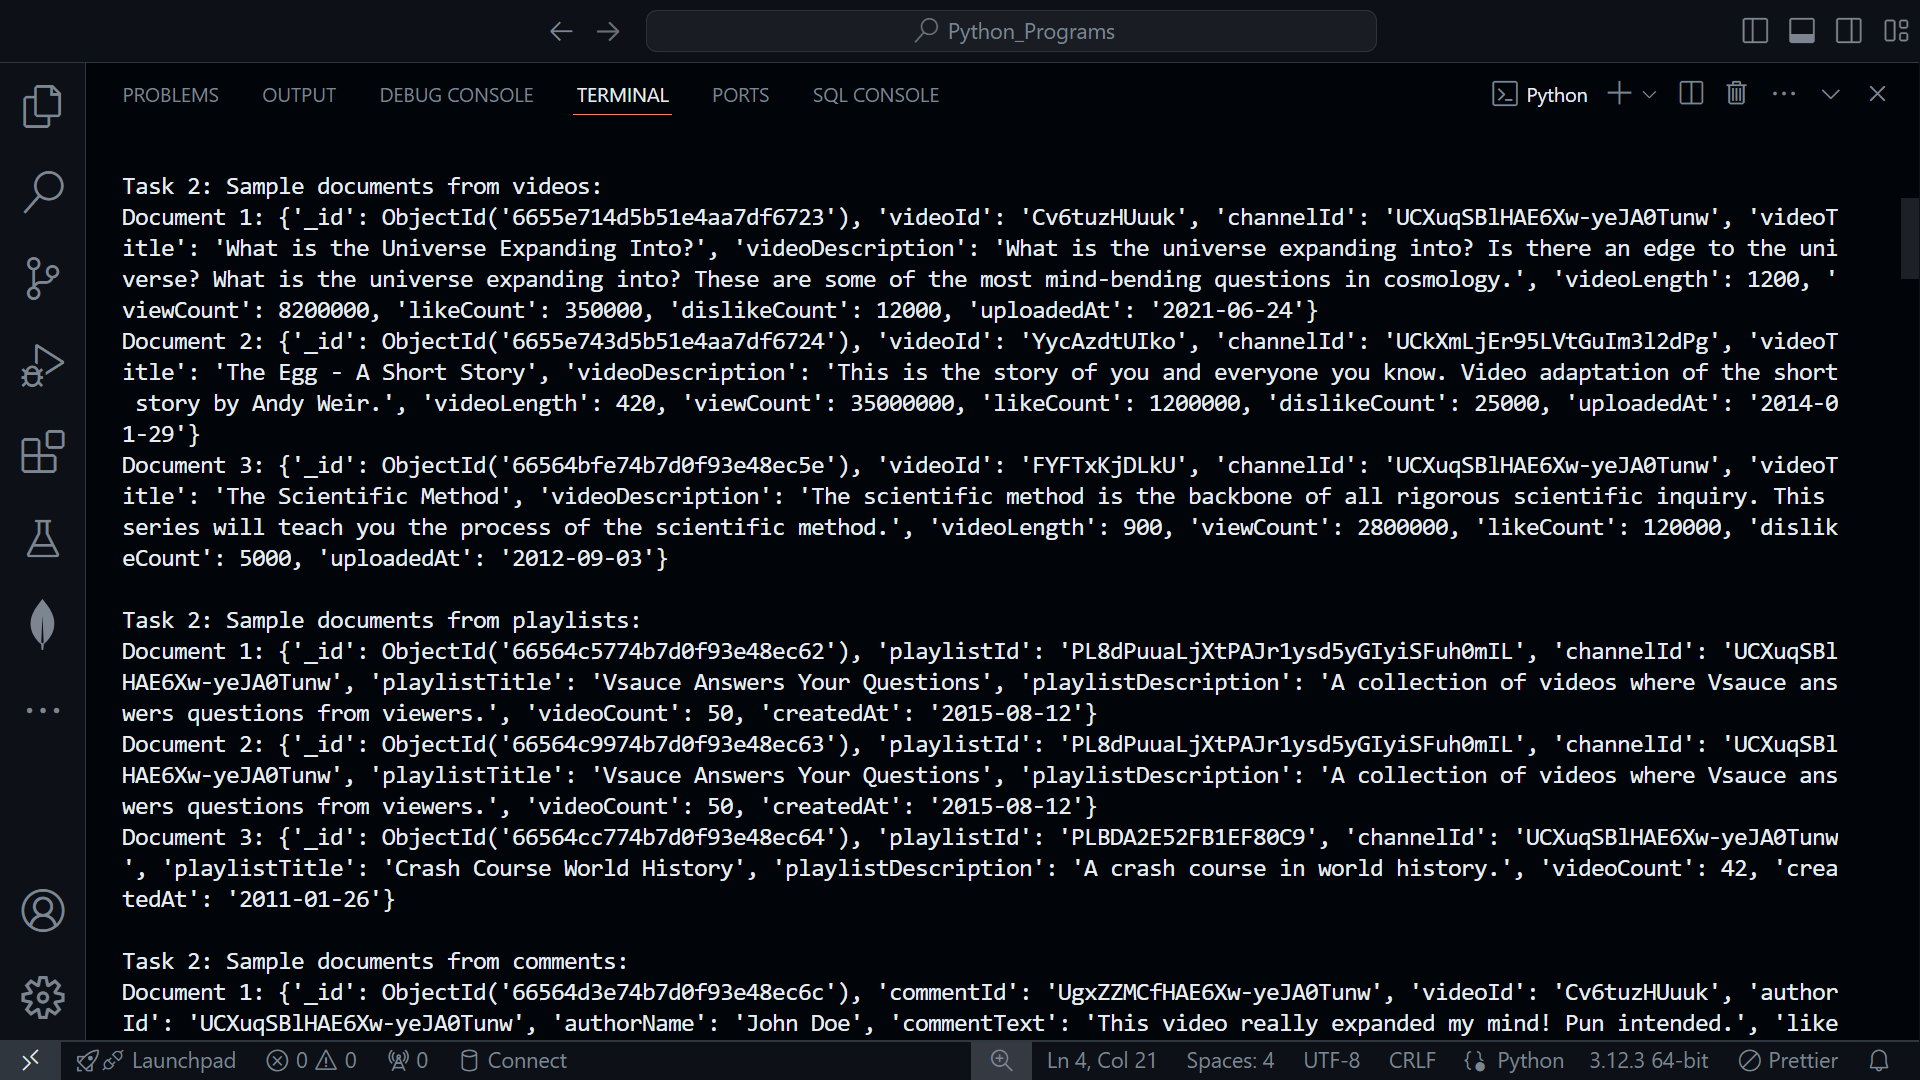 Python_Programs
PROBLEMS OUTPUT DEBUG CONSOLE TERMINAL PORTS SQL CONSOLE Python
Task 2: Sample documents from videos:
Document 1: {'_id': ObjectId('6655e714d5b51e4aa7df6723'), 'videoId': 'Cv6tuzHUuuk', 'channelId': 'UCXuqSBlHAE6Xw-yeJA0Tunw', 'videoT
itle': 'What is the Universe Expanding Into?', 'videoDescription': 'What is the universe expanding into? Is there an edge to the uni
verse? What is the universe expanding into? These are some of the most mind-bending questions in cosmology.', 'videoLength': 1200, '
viewCount': 8200000, 'likeCount': 350000, 'dislikeCount': 12000, 'uploadedAt': '2021-06-24'}
Document 2: {'_id': ObjectId('6655e743d5b51e4aa7df6724'), 'videoId': 'YycAzdtUIko', 'channelId': 'UCkXmLjEr95LVtGuIm3l2dPg', 'videoT
itle': 'The Egg - A Short Story', 'videoDescription': 'This is the story of you and everyone you know. Video adaptation of the short
 story by Andy Weir.', 'videoLength': 420, 'viewCount': 35000000, 'likeCount': 1200000, 'dislikeCount': 25000, 'uploadedAt': '2014-0
1-29'}
Document 3: {'_id': ObjectId('66564bfe74b7d0f93e48ec5e'), 'videoId': 'FYFTxKjDLkU', 'channelId': 'UCXuqSBlHAE6Xw-yeJA0Tunw', 'videoT
itle': 'The Scientific Method', 'videoDescription': 'The scientific method is the backbone of all rigorous scientific inquiry. This
series will teach you the process of the scientific method.', 'videoLength': 900, 'viewCount': 2800000, 'likeCount': 120000, 'dislik
eCount': 5000, 'uploadedAt': '2012-09-03'}
Task 2: Sample documents from playlists:
Document 1: {'_id': ObjectId('66564c5774b7d0f93e48ec62'), 'playlistId': 'PL8dPuuaLjXtPAJr1ysd5yGIyiSFuh0mIL', 'channelId': 'UCXuqSBl
HAE6Xw-yeJA0Tunw', 'playlistTitle': 'Vsauce Answers Your Questions', 'playlistDescription': 'A collection of videos where Vsauce ans
wers questions from viewers.', 'videoCount': 50, 'createdAt': '2015-08-12'}
Document 2: {'_id': ObjectId('66564c9974b7d0f93e48ec63'), 'playlistId': 'PL8dPuuaLjXtPAJr1ysd5yGIyiSFuh0mIL', 'channelId': 'UCXuqSBl
HAE6Xw-yeJA0Tunw', 'playlistTitle': 'Vsauce Answers Your Questions', 'playlistDescription': 'A collection of videos where Vsauce ans
wers questions from viewers.', 'videoCount': 50, 'createdAt': '2015-08-12'}
Document 3: {'_id': ObjectId('66564cc774b7d0f93e48ec64'), 'playlistId': 'PLBDA2E52FB1EF80C9', 'channelId': 'UCXuqSBlHAE6Xw-yeJA0Tunw
', 'playlistTitle': 'Crash Course World History', 'playlistDescription': 'A crash course in world history.', 'videoCount': 42, 'crea
tedAt': '2011-01-26'}
Task 2: Sample documents from comments:
Document 1: {'_id': ObjectId('66564d3e74b7d0f93e48ec6c'), 'commentId': 'UgxZZMCfHAE6Xw-yeJA0Tunw', 'videoId': 'Cv6tuzHUuuk', 'author
Id': 'UCXuqSBlHAE6Xw-yeJA0Tunw', 'authorName': 'John Doe', 'commentText': 'This video really expanded my mind! Pun intended.', 'like
Launchpad 0 0 0 Connect Ln 4, Col 21 Spaces: 4 UTF-8 CRLF Python 3.12.3 64-bit Prettier